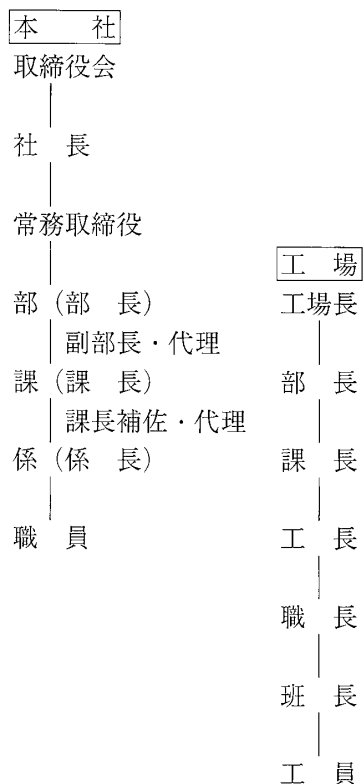 本 社
取締役会
社 長
常務取締役
部（部 長）
副部長・代理
課（課 長）
課長補佐・代理
係（係 長）
職 員
工 場
工場長
部 長
課 長
工 長
職 長
班 長
工 員